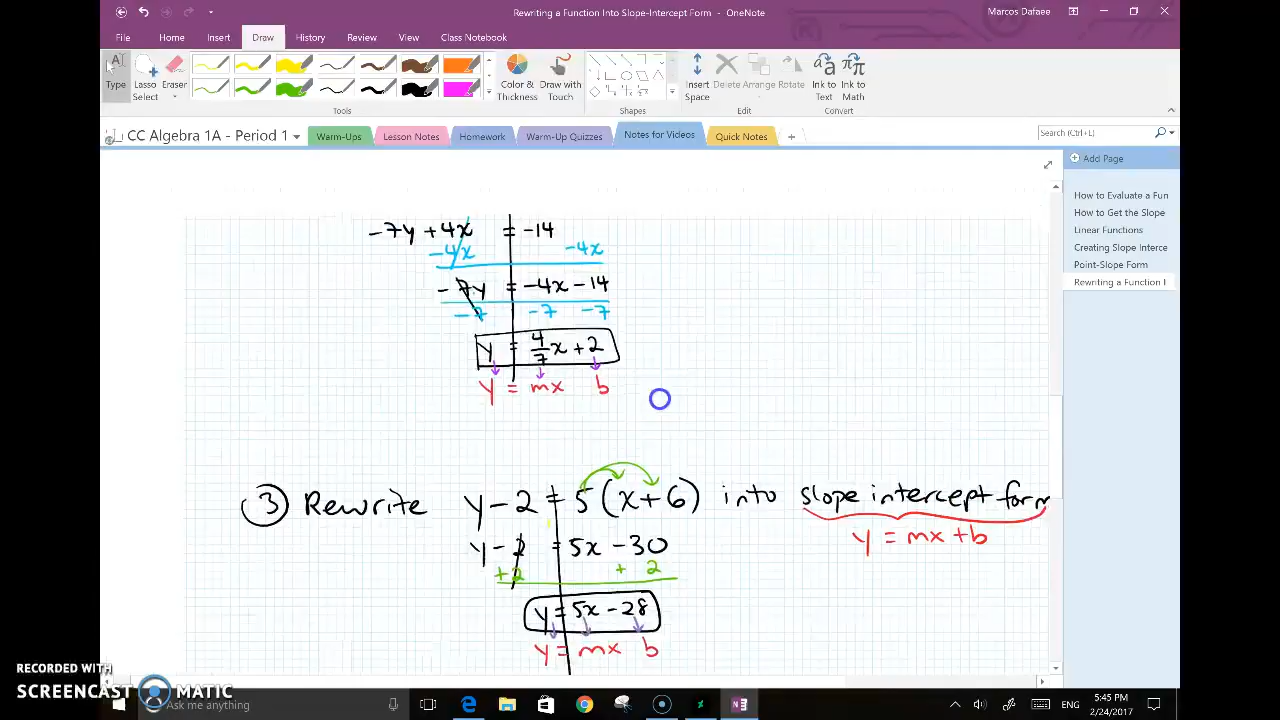 Rewriting a Function Into Slope-Intercept Form - OneNote
Marcos Dafaee
File Home Insert Draw History Review View Class Notebook
Type Lasso Select Eraser Color & Thickness Draw with Touch Insert Space Delete Arrange Rotate Ink to Text Ink to Math
Tools Shapes Edit Convert
CC Algebra 1A - Period 1 Warm-Ups Lesson Notes Homework Warm-Up Quizzes Notes for Videos Quick Notes Search (Ctrl+L)
Add Page
How to Evaluate a Fun
How to Get the Slope
Linear Functions
Creating Slope Interce
Point-Slope Form
Rewriting a Function I
-7y + 4x = -14
-4x -4x
-7y = -4x - 14
-7 -7 -7
y = 4/7 x + 2
y = mx b
③ Rewrite y - 2 = 5(x + 6) into slope intercept form
y = mx + b
y - 2 = 5x - 30
+2 + 2
y = 5x - 28
y = mx b
RECORDED WITH
SCREENCAST MATIC
Ask me anything
ENG
5:45 PM
2/24/2017